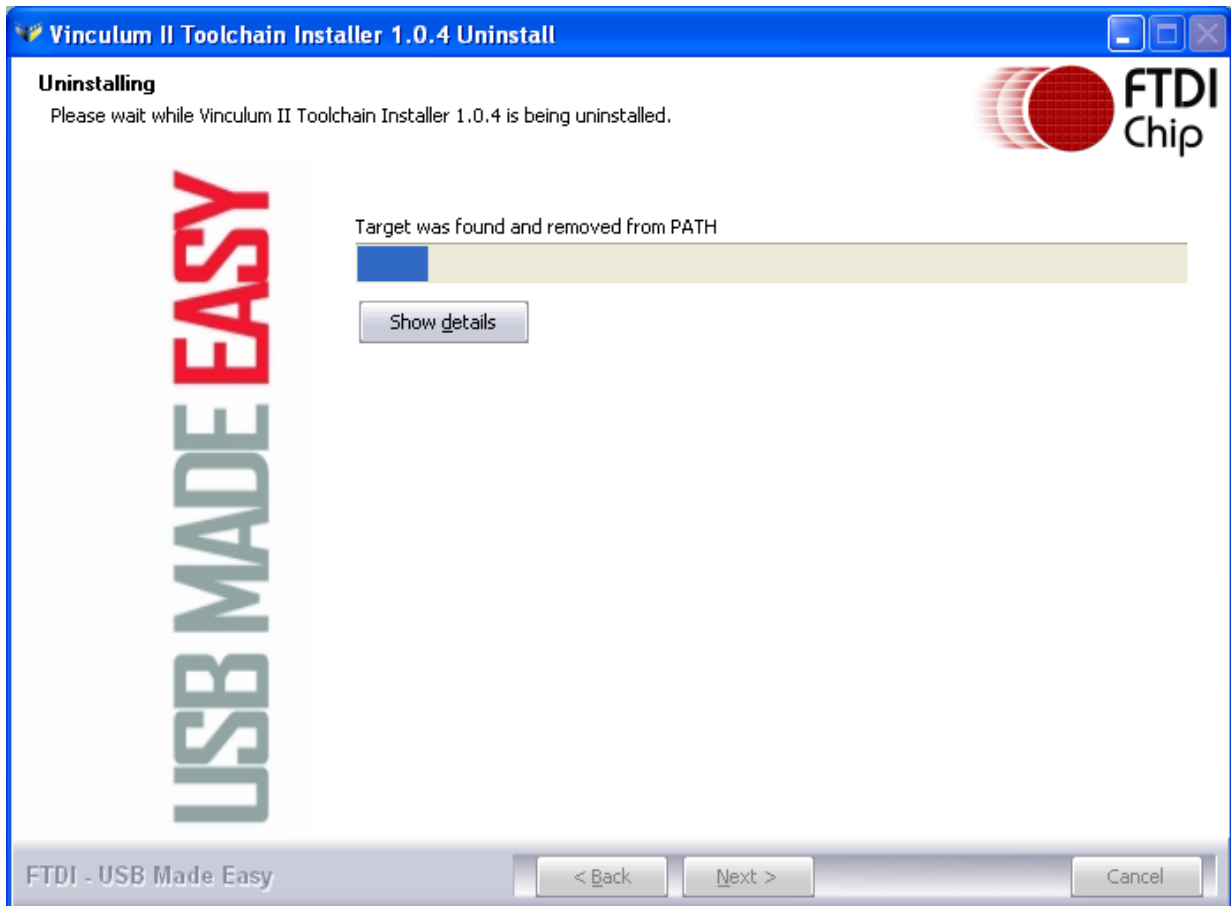 Vinculum II Toolchain Installer 1.0.4 Uninstall
Uninstalling
Please wait while Vinculum II Toolchain Installer 1.0.4 is being uninstalled.
FTDI
Chip
USB MADE EASY
Target was found and removed from PATH
Show details
FTDI - USB Made Easy
< Back
Next >
Cancel